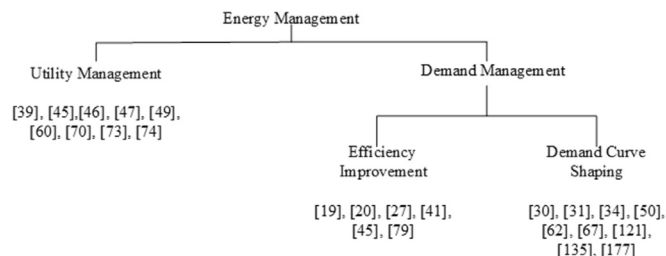 Energy Management
Utility Management
Demand Management
[39], [45],[46], [47], [49],
[60], [70], [73], [74]
Efficiency
Improvement
Demand Curve
Shaping
[19], [20], [27], [41],
[45], [79]
[30], [31], [34], [50],
[62], [67], [121],
[135], [177]